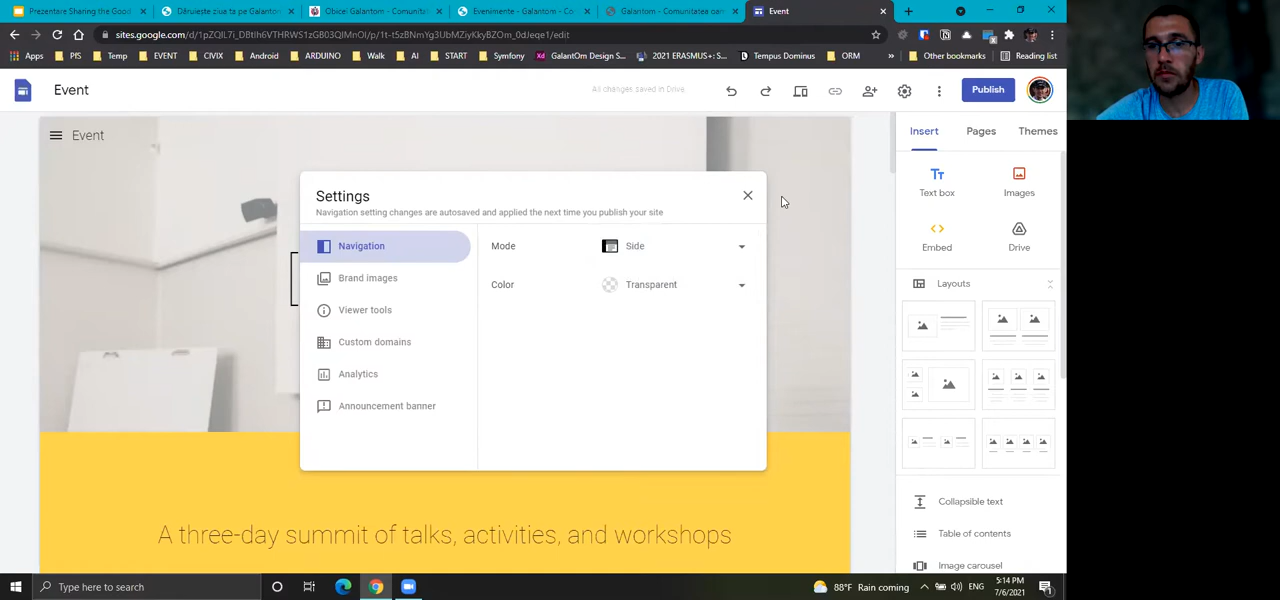 Prezentare Sharing the Good
Dăruiește ziua ta pe Galantom
Obicei Galantom - Comunitate
Evenimente - Galantom - Co
Galantom - Comunitatea oam
Event
sites.google.com/d/1pZQIZ
/edit
Apps
PIS
Temp
EVENT
CIVIX
Android
ARDUINO
Walk
AI
START
Symfony
GalantOm Design S...
2021 ERASMUS+: S...
Tempus Dominus
ORM
»
Other bookmarks
Reading list
Event
All changes saved in Drive
Publish
Event
Insert
Pages
Themes
Text box
Images
Embed
Drive
Layouts
Collapsible text
Table of contents
Image carousel
Settings
Navigation setting changes are autosaved and applied the next time you publish your site
Navigation
Mode
Side
Brand images
Color
Transparent
Viewer tools
Custom domains
Analytics
Announcement banner
A three-day summit of talks, activities, and workshops
Type here to search
88°F Rain coming
ENG
5:14 PM
7/6/2021